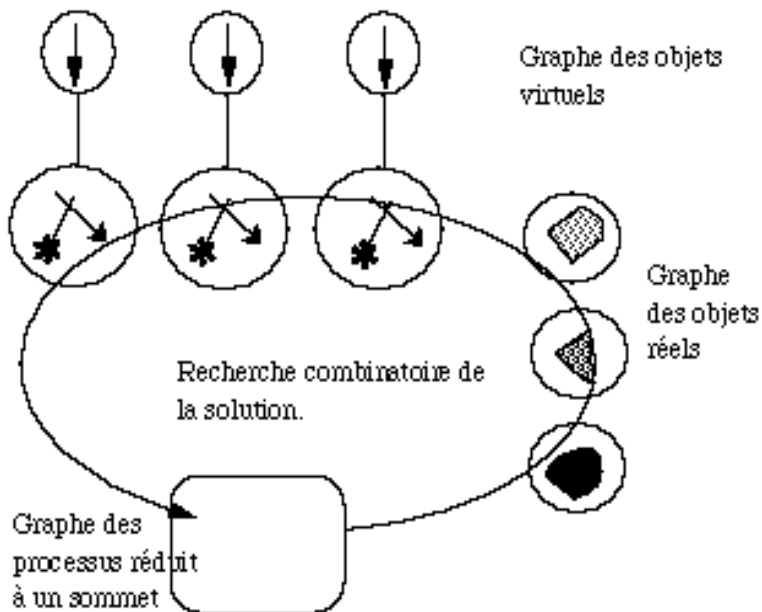 Graphe des objets
virtuels
Graphe
des objets
réels
Recherche combinatoire de
la solution.
Graphe des
processus réduit
à un sommet